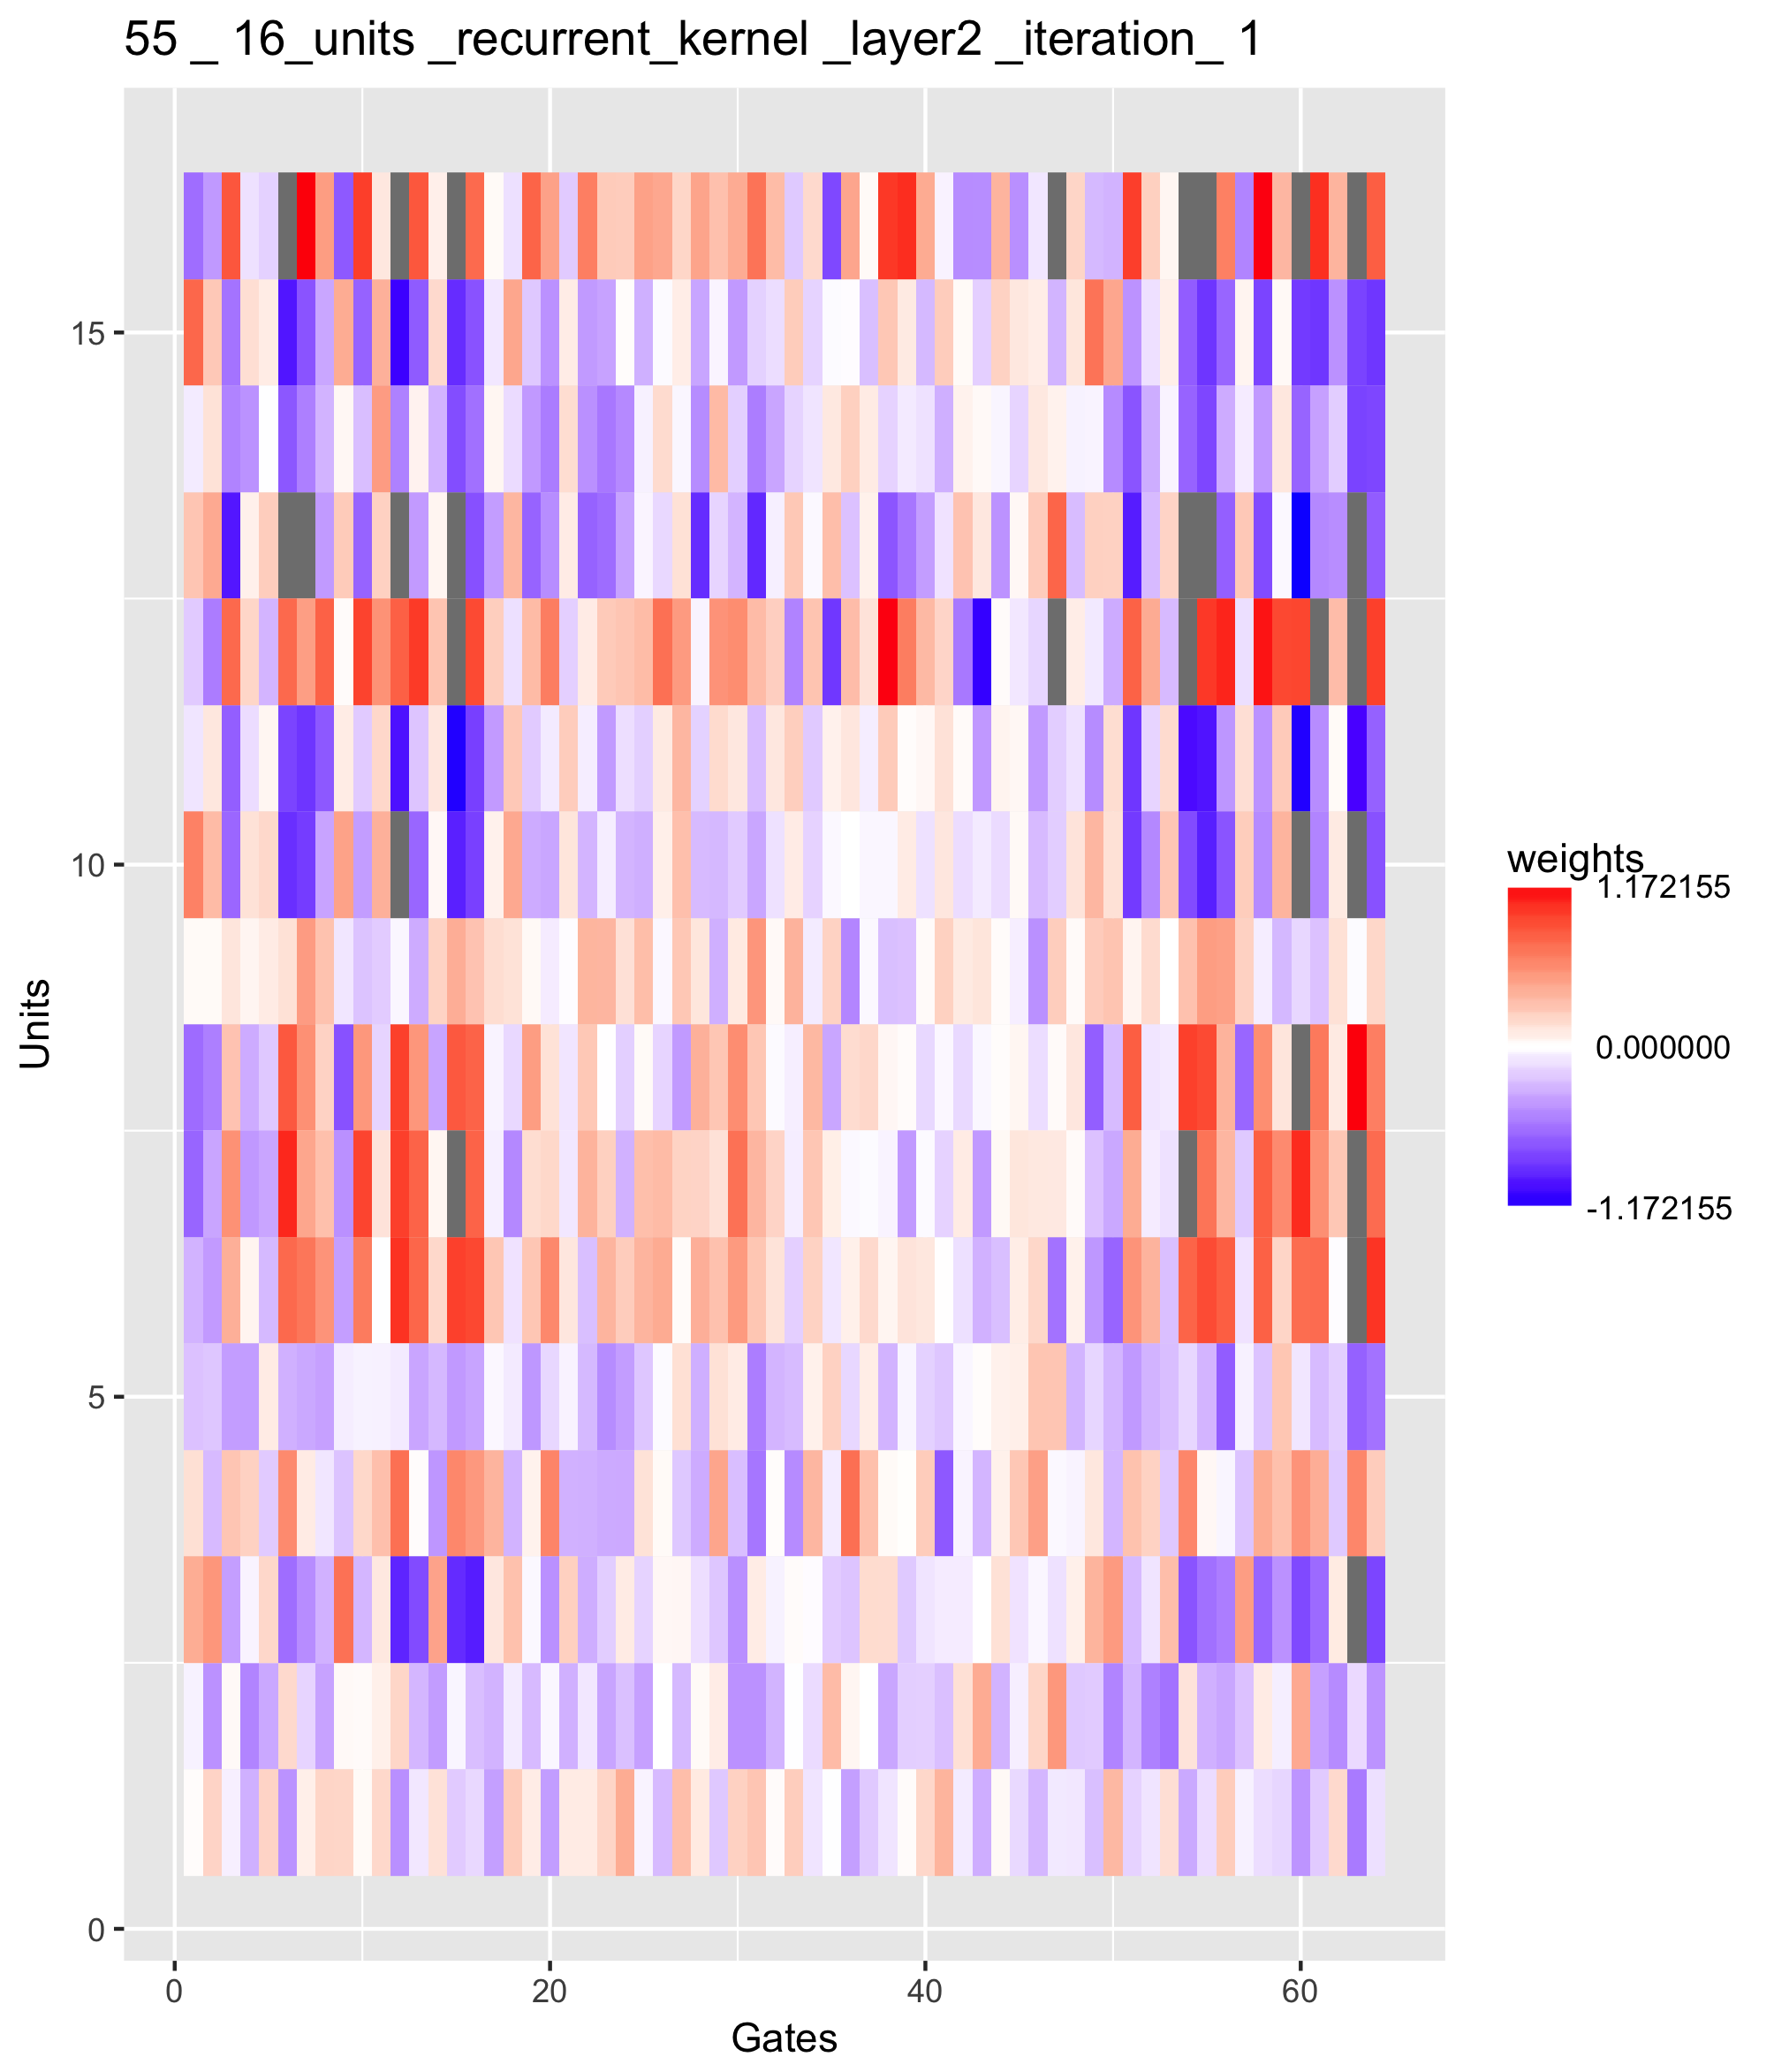 55 _ 16_units _recurrent_kernel _layer2 _iteration_ 1
15
10
5
0
Units
0 20 40 60
Gates
weights
1.172155
0.000000
-1.172155